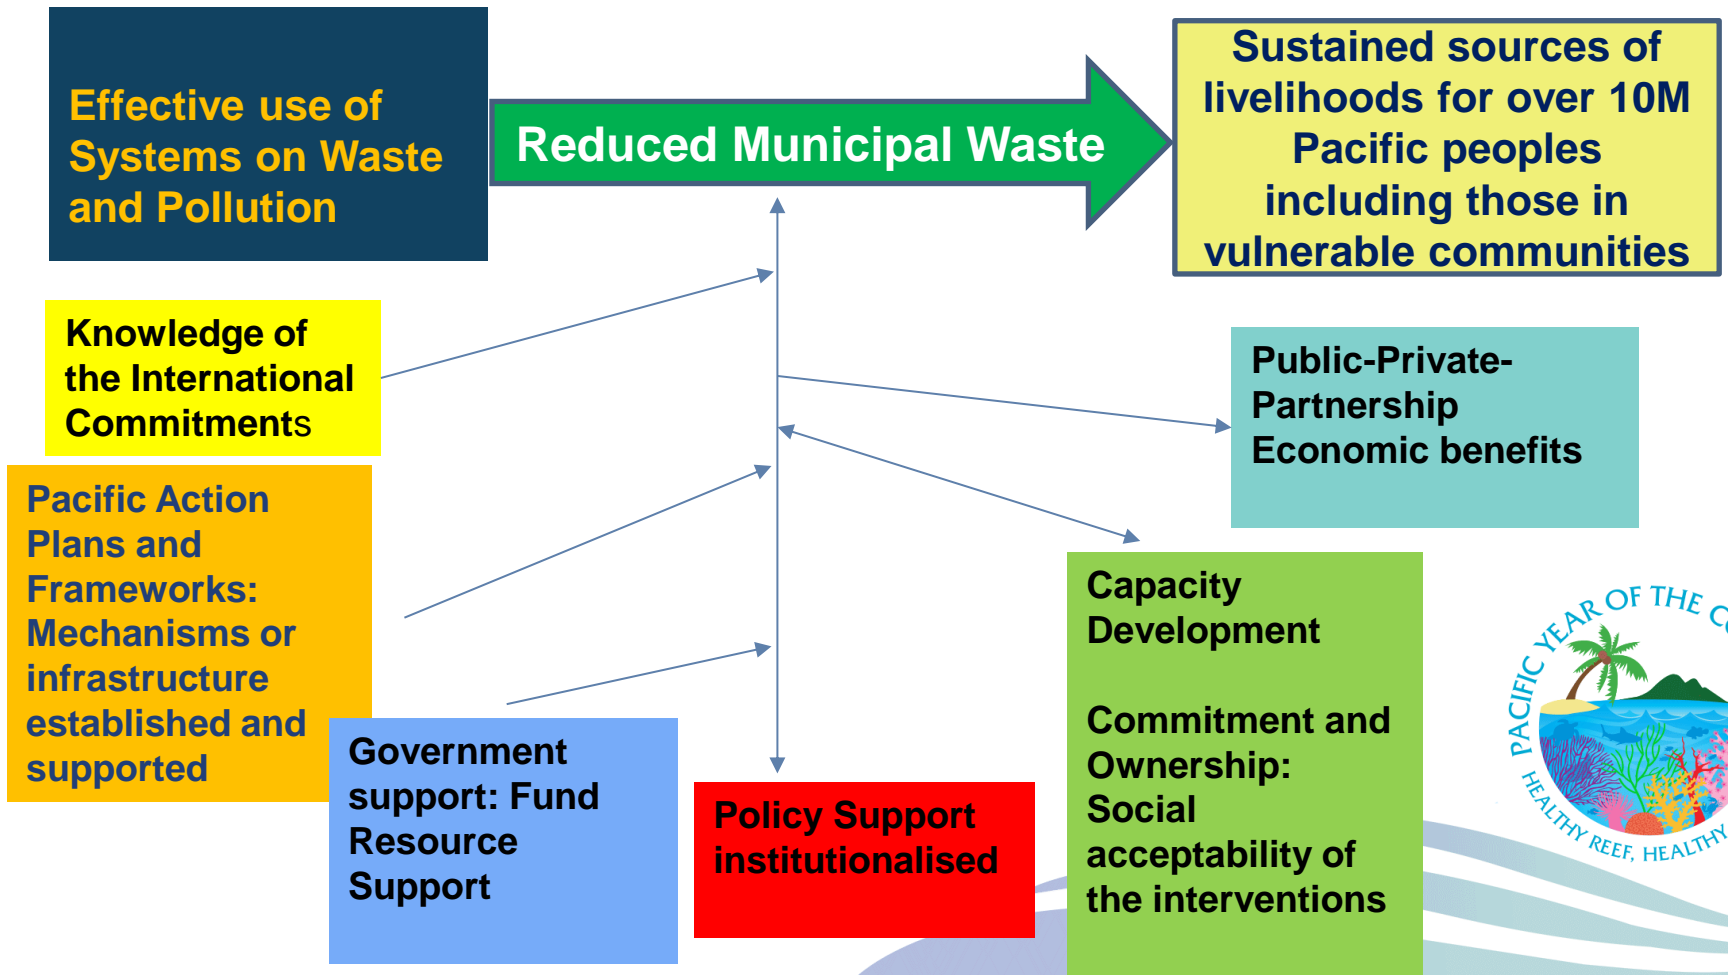 Effective use of
Systems on Waste
and Pollution
Reduced Municipal Waste
Sustained sources of
livelihoods for over 10M
Pacific peoples
including those in
vulnerable communities
Knowledge of
the International
Commitments
Public-Private-
Partnership
Economic benefits
Pacific Action
Plans and
Frameworks:
Mechanisms or
infrastructure
established and
supported
Government
support: Fund
Resource
Support
Policy Support
institutionalised
Capacity
Development
Commitment and
Ownership:
Social
acceptability of
the interventions
PACIFIC YEAR OF THE
HEALTHY REEF, HEALTHY